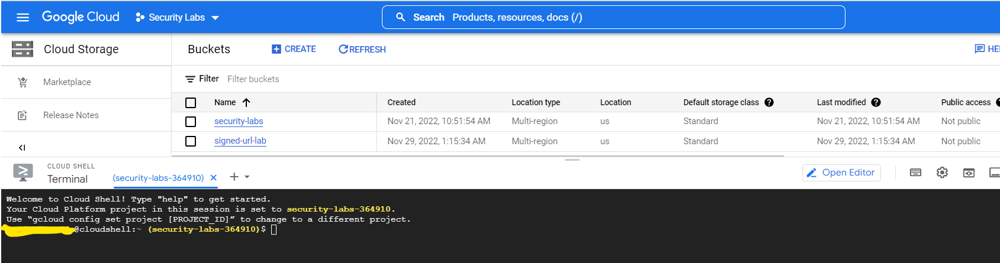 Google Cloud Security Labs Search Products, resources, docs (/)
Cloud Storage Buckets CREATE REFRESH HE
Marketplace
Release Notes
Filter Filter buckets
Name Created Location type Location Default storage class ? Last modified ? Public access
security-labs Nov 21, 2022, 10:51:54 AM Multi-region us Standard Nov 21, 2022, 10:51:54 AM Not public
signed-url-lab Nov 29, 2022, 1:15:34 AM Multi-region us Standard Nov 29, 2022, 1:15:34 AM Not public
CLOUD SHELL
Terminal (security-labs-364910) Open Editor
Welcome to Cloud Shell! Type "help" to get started.
Your Cloud Platform project in this session is set to security-labs-364910.
Use “gcloud config set project [PROJECT_ID]” to change to a different project.
@cloudshell:~ (security-labs-364910)$